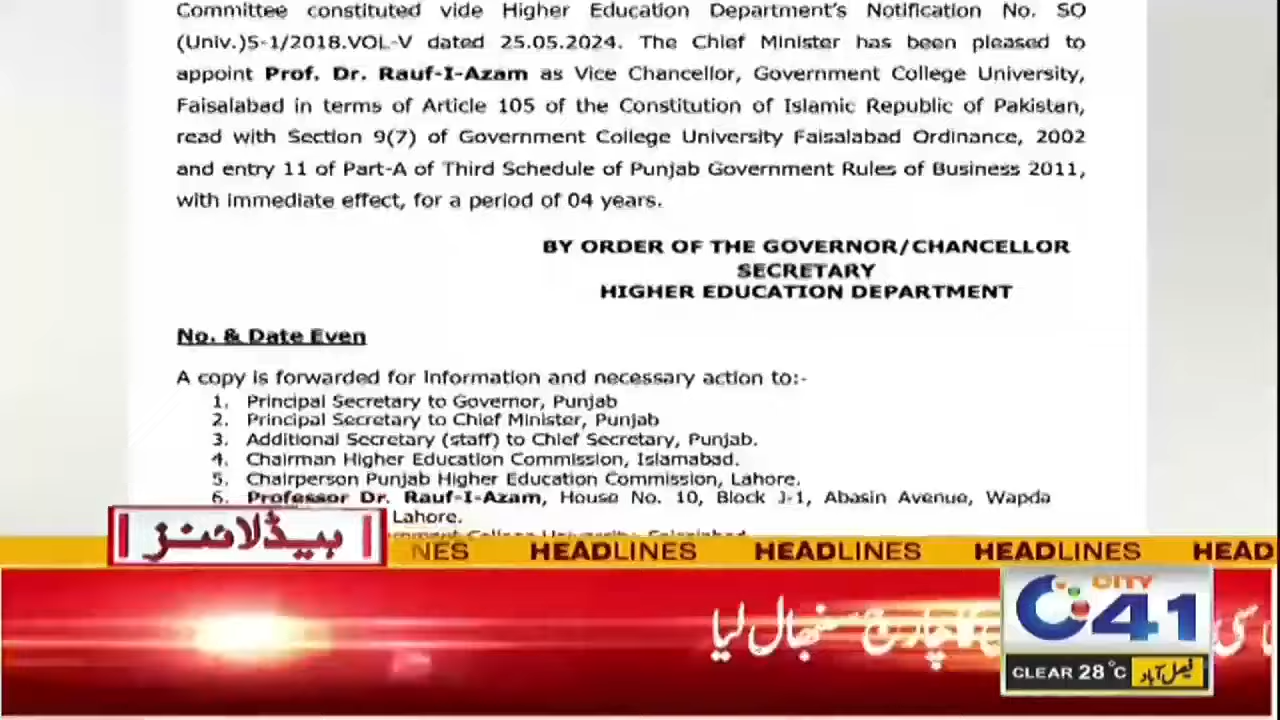 Committee constituted vide Higher Education Department's Notification No. SO
(Univ.)5-1/2018.VOL-V dated 25.05.2024. The Chief Minister has been pleased to
appoint Prof. Dr. Rauf-I-Azam as Vice Chancellor, Government College University,
Faisalabad in terms of Article 105 of the Constitution of Islamic Republic of Pakistan,
read with Section 9(7) of Government College University Faisalabad Ordinance, 2002
and entry 11 of Part-A of Third Schedule of Punjab Government Rules of Business 2011,
with immediate effect, for a period of 04 years.
BY ORDER OF THE GOVERNOR/CHANCELLOR
SECRETARY
HIGHER EDUCATION DEPARTMENT
No. & Date Even
A copy is forwarded for information and necessary action to:-
1. Principal Secretary to Governor, Punjab
2. Principal Secretary to Chief Minister, Punjab
3. Additional Secretary (staff) to Chief Secretary, Punjab.
4. Chairman Higher Education Commission, Islamabad.
5. Chairperson Punjab Higher Education Commission, Lahore.
6. Professor Dr. Rauf-I-Azam, House No. 10, Block J-1, Abasin Avenue, Wapda
Lahore.
College University, Faisalabad
ہیڈلائنز
NES HEADLINES HEADLINES HEADLINES HEAD
چارج سنبھال لیا
CITY
41
CLEAR 28°C فیصل آباد